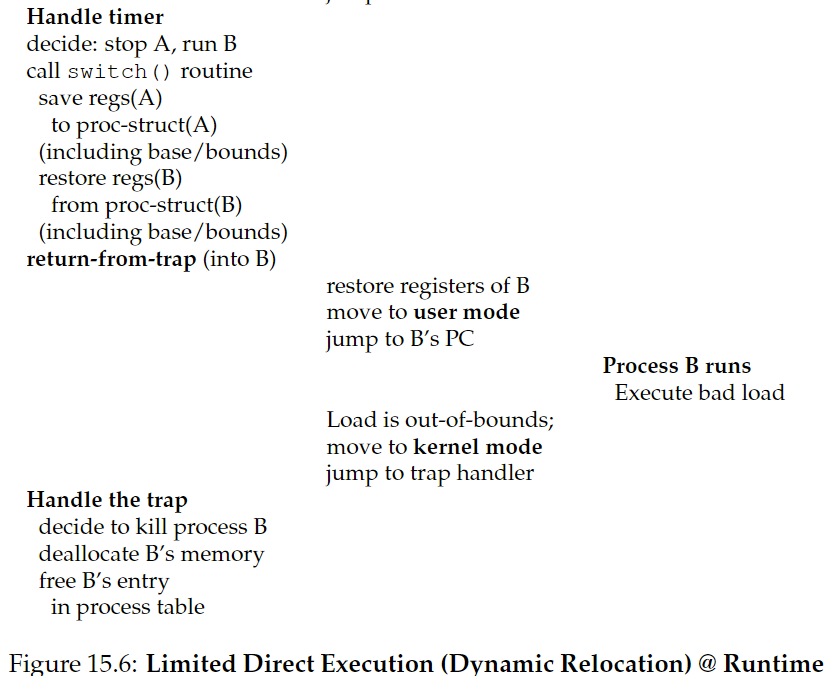 Handle timer
decide: stop A, run B
call switch() routine
save regs(A)
to proc-struct(A)
(including base/bounds)
restore regs(B)
from proc-struct(B)
(including base/bounds)
return-from-trap (into B)
restore registers of B
move to user mode
jump to B’s PC
Process B runs
Execute bad load
Load is out-of-bounds;
move to kernel mode
jump to trap handler
Handle the trap
decide to kill process B
deallocate B’s memory
free B’s entry
in process table
Figure 15.6: Limited Direct Execution (Dynamic Relocation) @ Runtime